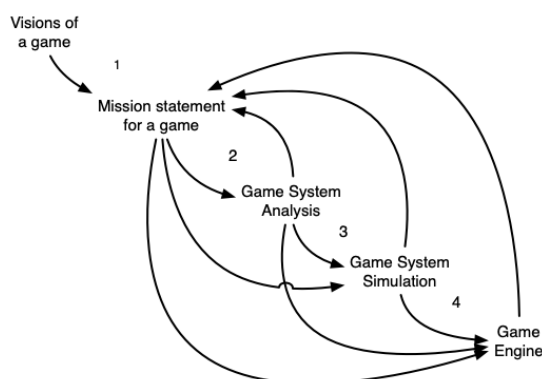 Visions of
a game
1
Mission statement
for a game
2
Game System
Analysis
3
Game System
Simulation
4
Game
Engine